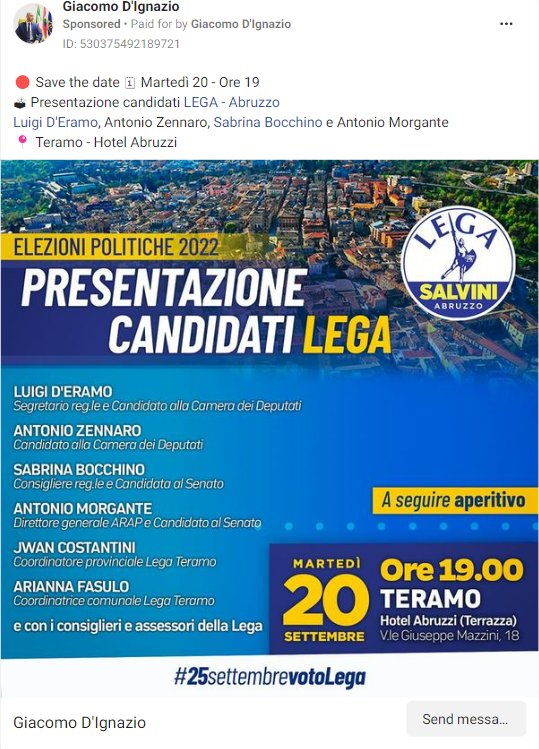 Giacomo D'Ignazio
Sponsored • Paid for by Giacomo D'Ignazio
ID: 530375492189721
🔴 Save the date 🗓 Martedì 20 - Ore 19
🗳 Presentazione candidati LEGA - Abruzzo
Luigi D'Eramo, Antonio Zennaro, Sabrina Bocchino e Antonio Morgante
📍 Teramo - Hotel Abruzzi
ELEZIONI POLITICHE 2022
PRESENTAZIONE
CANDIDATI LEGA
LEGA
SALVINI
ABRUZZO
LUIGI D'ERAMO
Segretario reg.le e Candidato alla Camera dei Deputati
ANTONIO ZENNARO
Candidato alla Camera dei Deputati
SABRINA BOCCHINO
Consigliere reg.le e Candidata al Senato
ANTONIO MORGANTE
Direttore generale ARAP e Candidato al Senato
JWAN COSTANTINI
Coordinatore provinciale Lega Teramo
ARIANNA FASULO
Coordinatrice comunale Lega Teramo
e con i consiglieri e assessori della Lega
A seguire aperitivo
MARTEDÌ
20
SETTEMBRE
Ore 19.00
TERAMO
Hotel Abruzzi (Terrazza)
V.le Giuseppe Mazzini, 18
#25settembrevotoLega
Giacomo D'Ignazio
Send messa...